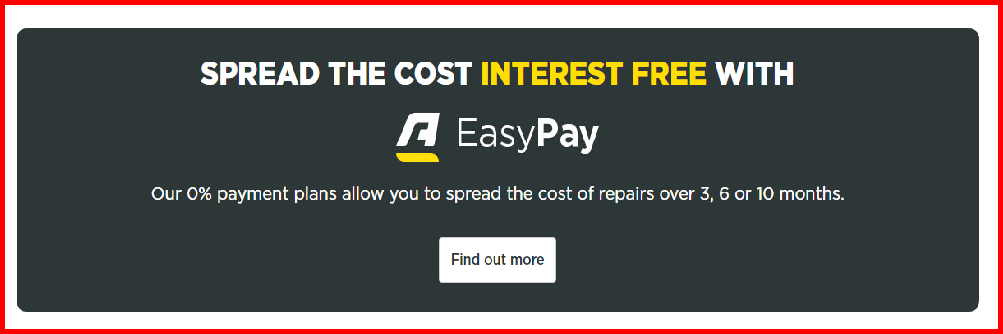 SPREAD THE COST INTEREST FREE WITH
EasyPay
Our 0% payment plans allow you to spread the cost of repairs over 3, 6 or 10 months.
Find out more